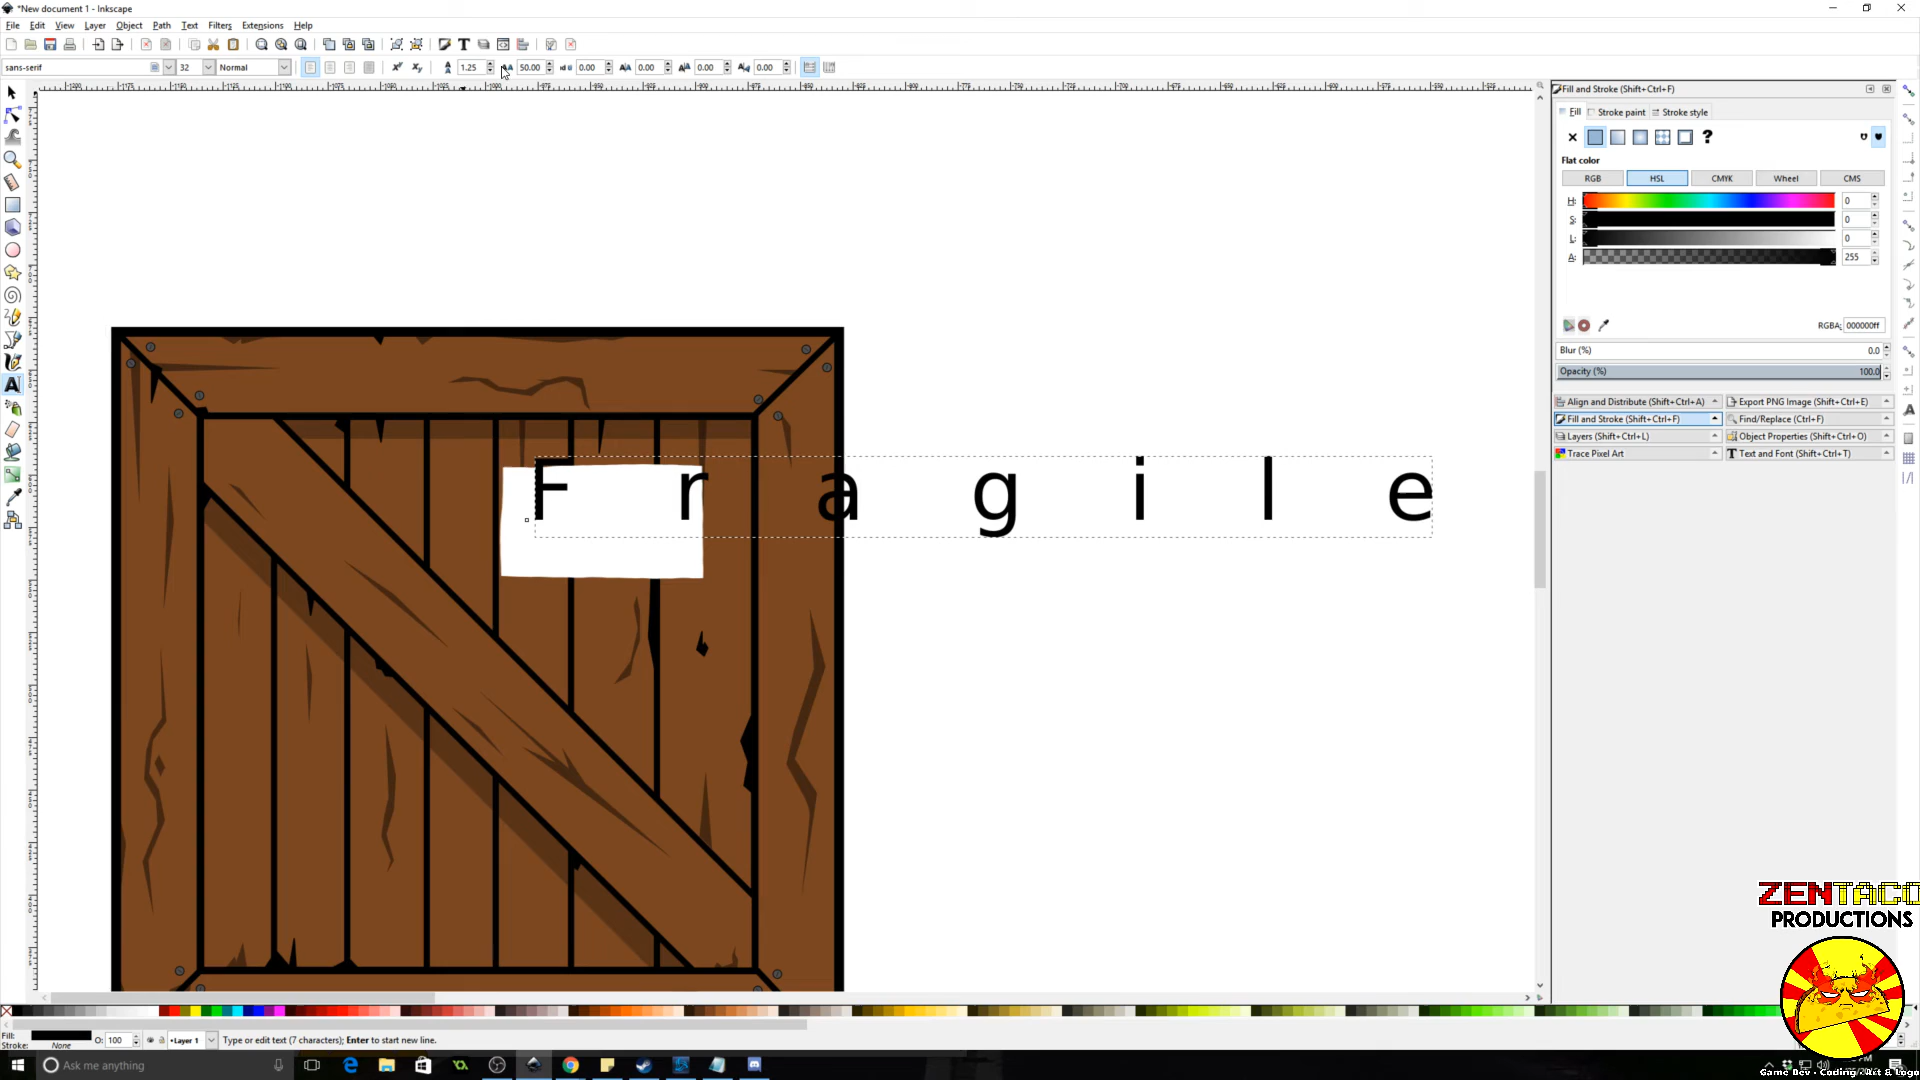 *New document 1 - Inkscape
File Edit View Layer Object Path Text Filters Extensions Help
sans-serif 32 Normal 1.25 50.00 0.00 0.00 0.00 0.00
Fill and Stroke (Shift+Ctrl+F)
Fill Stroke paint Stroke style
Flat color
RGB HSL CMYK Wheel CMS
H: 0
S: 0
L: 0
A: 255
RGBA: 000000ff
Blur (%) 0.0
Opacity (%) 100.0
Align and Distribute (Shift+Ctrl+A) Export PNG Image (Shift+Ctrl+E)
Fill and Stroke (Shift+Ctrl+F) Find/Replace (Ctrl+F)
Layers (Shift+Ctrl+L) Object Properties (Shift+Ctrl+O)
Trace Pixel Art Text and Font (Shift+Ctrl+T)
F r a g i l e
ZENTACO
PRODUCTIONS
Fill:
Stroke: None
O: 100
Layer 1
Type or edit text (7 characters); Enter to start new line.
Ask me anything
Game Dev - Coding - Art & Logo